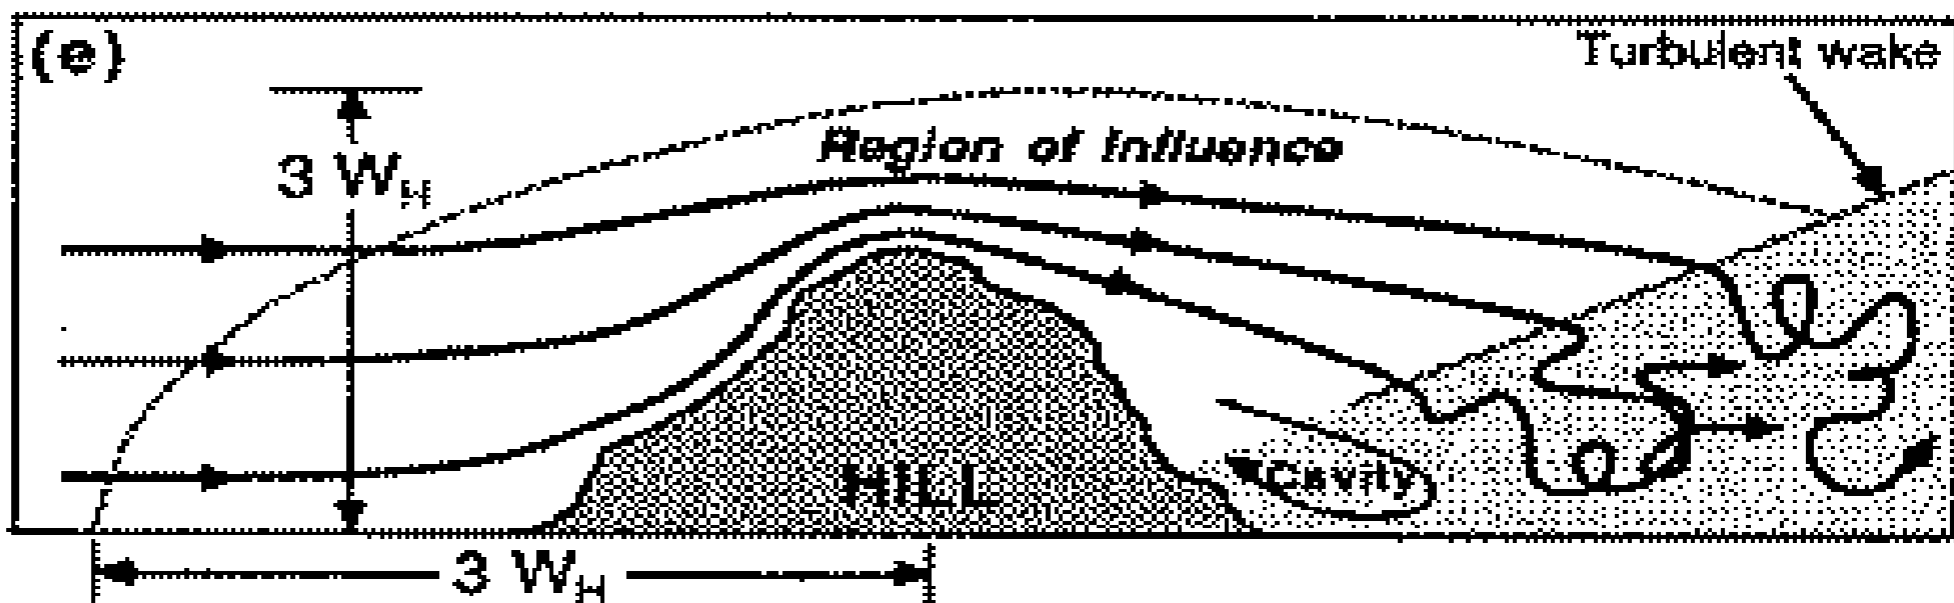 (e)
Turbulent wake
Region of Influence
3 W_H
HILL
Cavity
3 W_H